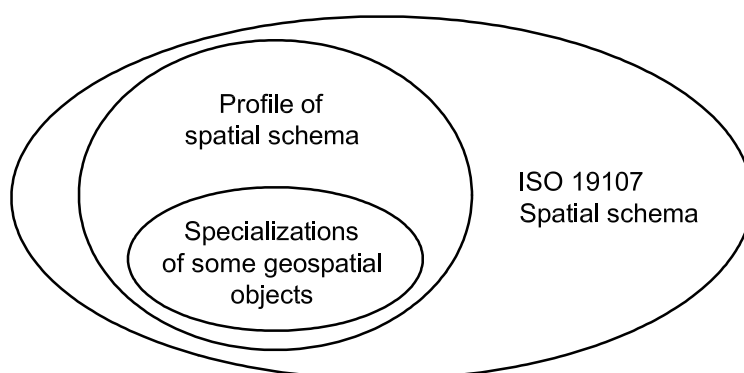 Profile of
spatial schema
ISO 19107
Spatial schema
Specializations
of some geospatial
objects